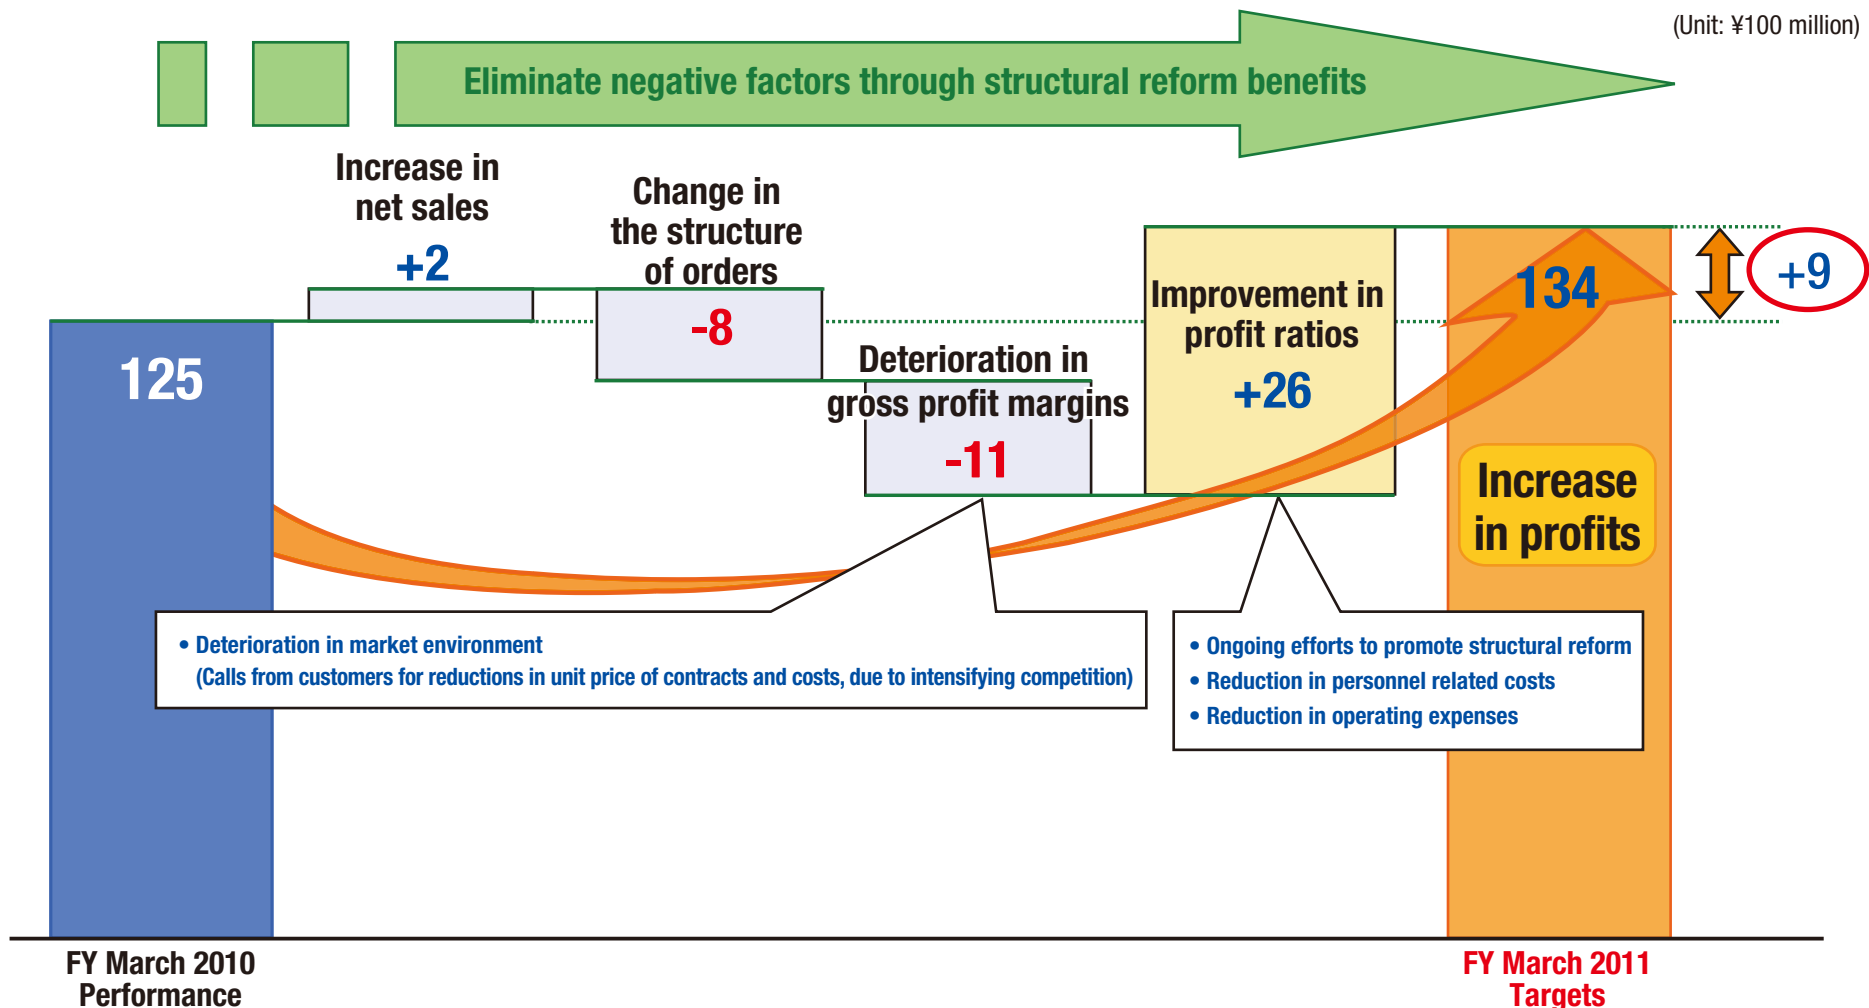 (Unit: ¥100 million)
Eliminate negative factors through structural reform benefits
Increase in
net sales
+2
Change in
the structure
of orders
-8
Deterioration in
gross profit margins
-11
Improvement in
profit ratios
+26
125
134
+9
Increase
in profits
• Deterioration in market environment
(Calls from customers for reductions in unit price of contracts and costs, due to intensifying competition)
• Ongoing efforts to promote structural reform
• Reduction in personnel related costs
• Reduction in operating expenses
FY March 2010
Performance
FY March 2011
Targets